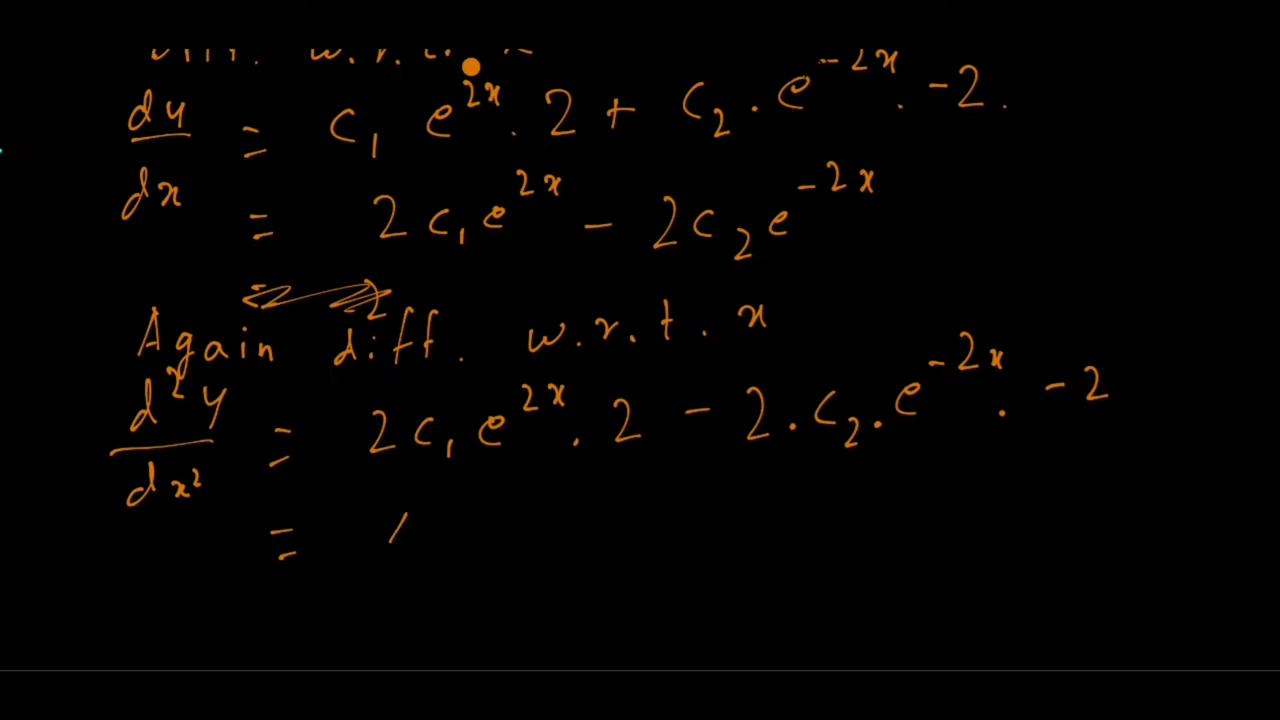 w.r.t. x
dy/dx = c₁ e^{2x} . 2 + c₂ . e^{-2x} . -2 .
= 2c₁e^{2x} - 2c₂e^{-2x}
Again diff. w.r.t. x
d²y/dx² = 2c₁e^{2x} . 2 - 2 . c₂ . e^{-2x} . -2
=